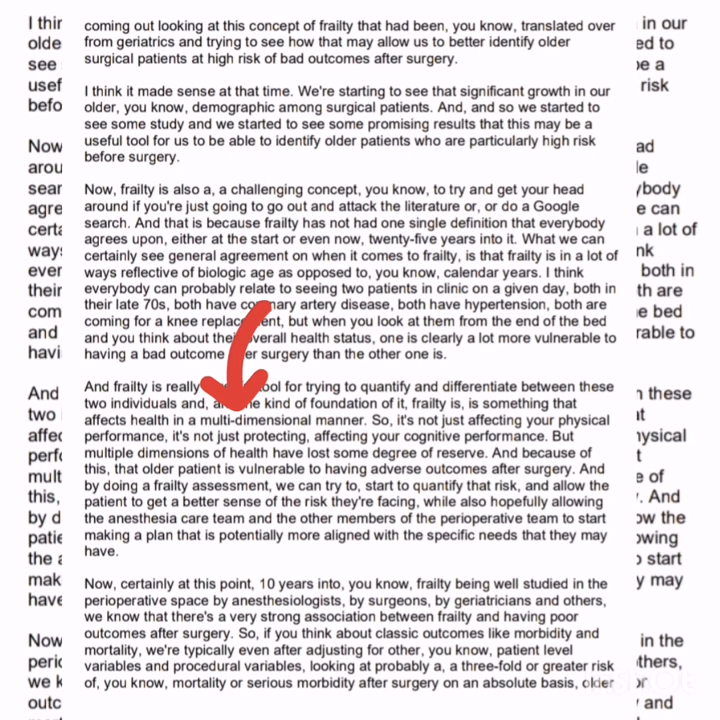 coming out looking at this concept of frailty that had been, you know, translated over
from geriatrics and trying to see how that may allow us to better identify older
surgical patients at high risk of bad outcomes after surgery.
I think it made sense at that time. We're starting to see that significant growth in our
older, you know, demographic among surgical patients. And, and so we started to
see some study and we started to see some promising results that this may be a
useful tool for us to be able to identify older patients who are particularly high risk
before surgery.
Now, frailty is also a, a challenging concept, you know, to try and get your head
around if you're just going to go out and attack the literature or, or do a Google
search. And that is because frailty has not had one single definition that everybody
agrees upon, either at the start or even now, twenty-five years into it. What we can
certainly see general agreement on when it comes to frailty, is that frailty is in a lot of
ways reflective of biologic age as opposed to, you know, calendar years. I think
everybody can probably relate to seeing two patients in clinic on a given day, both in
their late 70s, both have coronary artery disease, both have hypertension, both are
coming for a knee replacement, but when you look at them from the end of the bed
and you think about overall health status, one is clearly a lot more vulnerable to
having a bad outcome after surgery than the other one is.
And frailty is really tool for trying to quantify and differentiate between these
two individuals and, kind of foundation of it, frailty is, is something that
affects health in a multi-dimensional manner. So, it's not just affecting your physical
performance, it's not just protecting, affecting your cognitive performance. But
multiple dimensions of health have lost some degree of reserve. And because of
this, that older patient is vulnerable to having adverse outcomes after surgery. And
by doing a frailty assessment, we can try to, start to quantify that risk, and allow the
patient to get a better sense of the risk they're facing, while also hopefully allowing
the anesthesia care team and the other members of the perioperative team to start
making a plan that is potentially more aligned with the specific needs that they may
have.
Now, certainly at this point, 10 years into, you know, frailty being well studied in the
perioperative space by anesthesiologists, by surgeons, by geriatricians and others,
we know that there's a very strong association between frailty and having poor
outcomes after surgery. So, if you think about classic outcomes like morbidity and
mortality, we're typically even after adjusting for other, you know, patient level
variables and procedural variables, looking at probably a, a three-fold or greater risk
of, you know, mortality or serious morbidity after surgery on an absolute basis, older